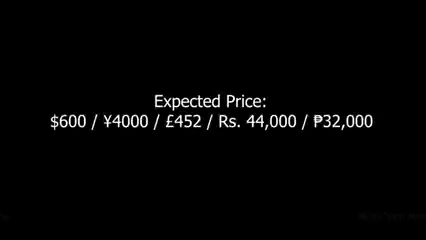 Expected Price:
$600 / ¥4000 / £452 / Rs. 44,000 / ₱32,000